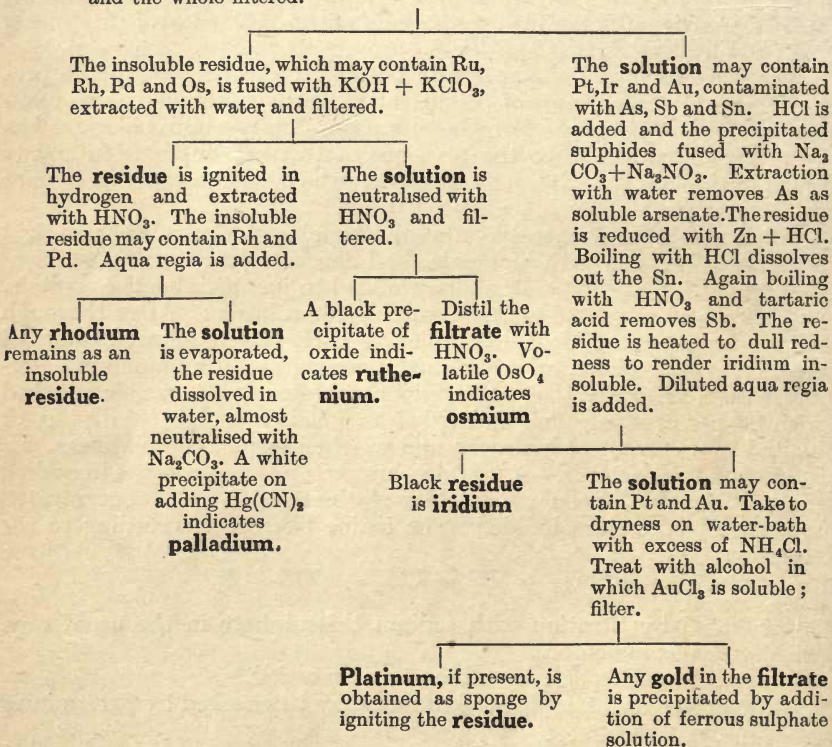 and the whole filtered.
The insoluble residue, which may contain Ru,
Rh, Pd and Os, is fused with KOH + KClO₃,
extracted with water and filtered.
The residue is ignited in
hydrogen and extracted
with HNO₃. The insoluble
residue may contain Rh and
Pd. Aqua regia is added.
Any rhodium
remains as an
insoluble
residue.
The solution
is evaporated,
the residue
dissolved in
water, almost
neutralised with
Na₂CO₃. A white
precipitate on
adding Hg(CN)₂
indicates
palladium.
The solution is
neutralised with
HNO₃ and fil-
tered.
A black pre-
cipitate of
oxide indi-
cates ruthe-
nium.
Distil the
filtrate with
HNO₃. Vo-
latile OsO₄
indicates
osmium
The solution may contain
Pt,Ir and Au, contaminated
with As, Sb and Sn. HCl is
added and the precipitated
sulphides fused with Na₂
CO₃+Na₃NO₃. Extraction
with water removes As as
soluble arsenate.The residue
is reduced with Zn + HCl.
Boiling with HCl dissolves
out the Sn. Again boiling
with HNO₃ and tartaric
acid removes Sb. The re-
sidue is heated to dull red-
ness to render iridium in-
soluble. Diluted aqua regia
is added.
Black residue
is iridium
The solution may con-
tain Pt and Au. Take to
dryness on water-bath
with excess of NH₄Cl.
Treat with alcohol in
which AuCl₃ is soluble ;
filter.
Platinum, if present, is
obtained as sponge by
igniting the residue.
Any gold in the filtrate
is precipitated by addi-
tion of ferrous sulphate
solution.